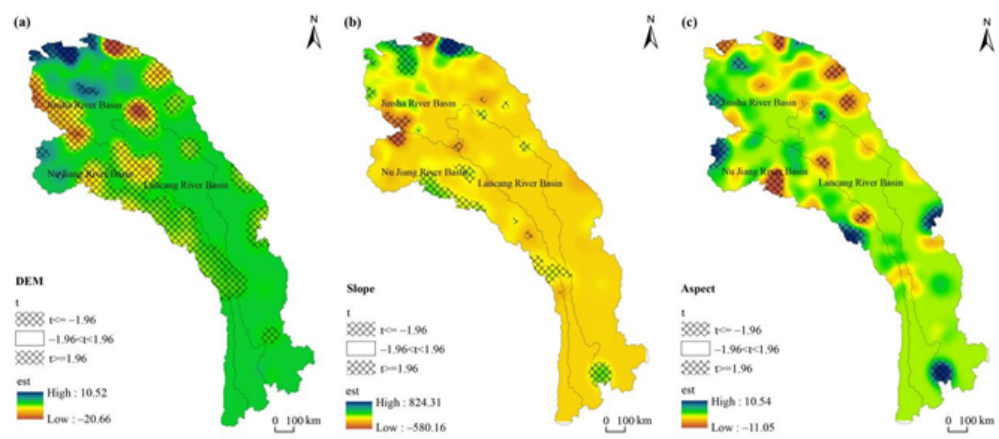 (a)
N
Jinsha River Basin
Nu Jiang River Basin
Lancang River Basin
DEM
t
t<= −1.96
−1.96<t<1.96
t>=1.96
est
High : 10.52
Low : −20.66
0 100 km
(b)
N
Jinsha River Basin
Nu Jiang River Basin
Lancang River Basin
Slope
t
t<= −1.96
−1.96<t<1.96
t>=1.96
est
High : 824.31
Low : −580.16
0 100 km
(c)
N
Jinsha River Basin
Nu Jiang River Basin
Lancang River Basin
Aspect
t
t<= −1.96
−1.96<t<1.96
t>=1.96
est
High : 10.54
Low : −11.05
0 100 km